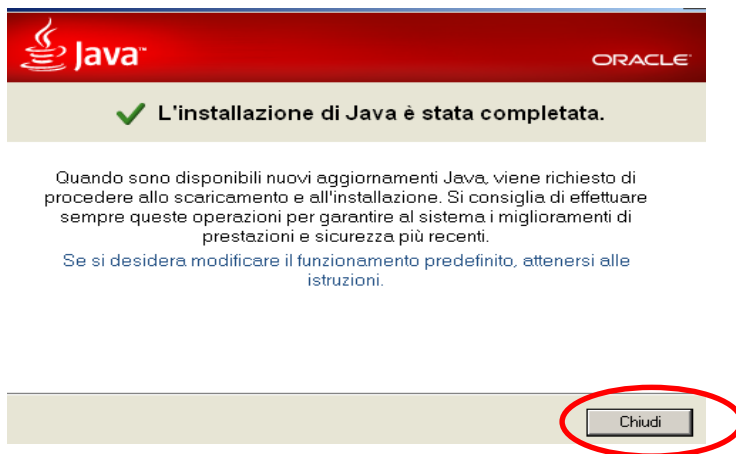 Java™
ORACLE
L'installazione di Java è stata completata.
Quando sono disponibili nuovi aggiornamenti Java, viene richiesto di
procedere allo scaricamento e all'installazione. Si consiglia di effettuare
sempre queste operazioni per garantire al sistema i miglioramenti di
prestazioni e sicurezza più recenti.
Se si desidera modificare il funzionamento predefinito, attenersi alle
istruzioni.
Chiudi